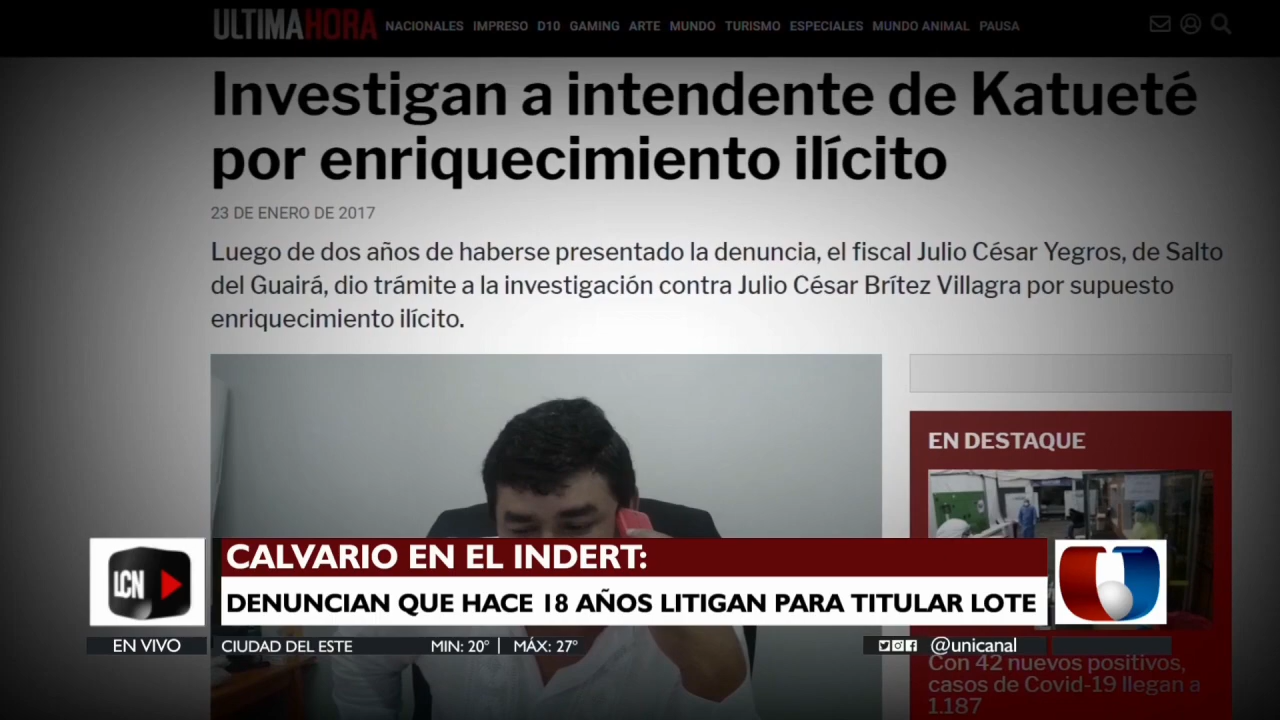 ULTIMAHORA NACIONALES IMPRESO D10 GAMING ARTE MUNDO TURISMO ESPECIALES MUNDO ANIMAL PAUSA
Investigan a intendente de Katueté
por enriquecimiento ilícito
23 DE ENERO DE 2017
Luego de dos años de haberse presentado la denuncia, el fiscal Julio César Yegros, de Salto
del Guairá, dio trámite a la investigación contra Julio César Brítez Villagra por supuesto
enriquecimiento ilícito.
EN DESTAQUE
LCN
CALVARIO EN EL INDERT:
DENUNCIAN QUE HACE 18 AÑOS LITIGAN PARA TITULAR LOTE
EN VIVO CIUDAD DEL ESTE MIN: 20° MÁX: 27° @unicanal
Con 42 nuevos positivos,
casos de Covid-19 llegan a
1.187